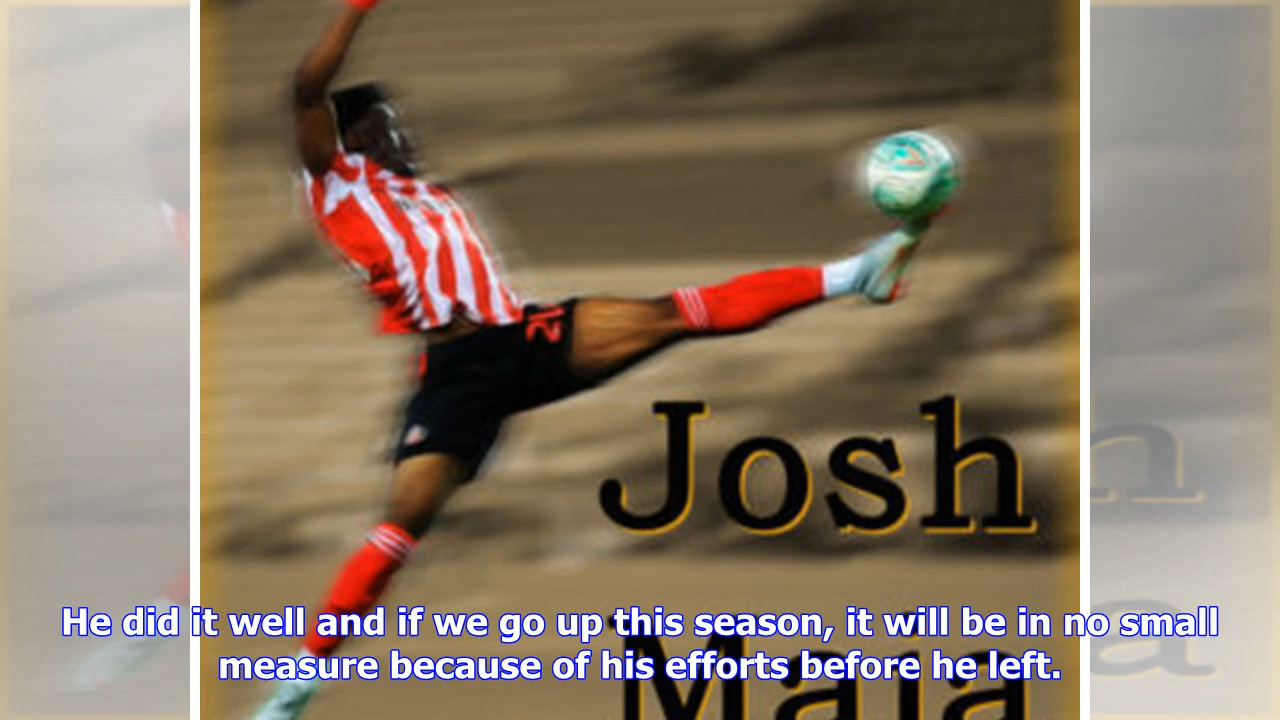 Josh
He did it well and if we go up this season, it will be in no small
measure because of his efforts before he left.
Maja